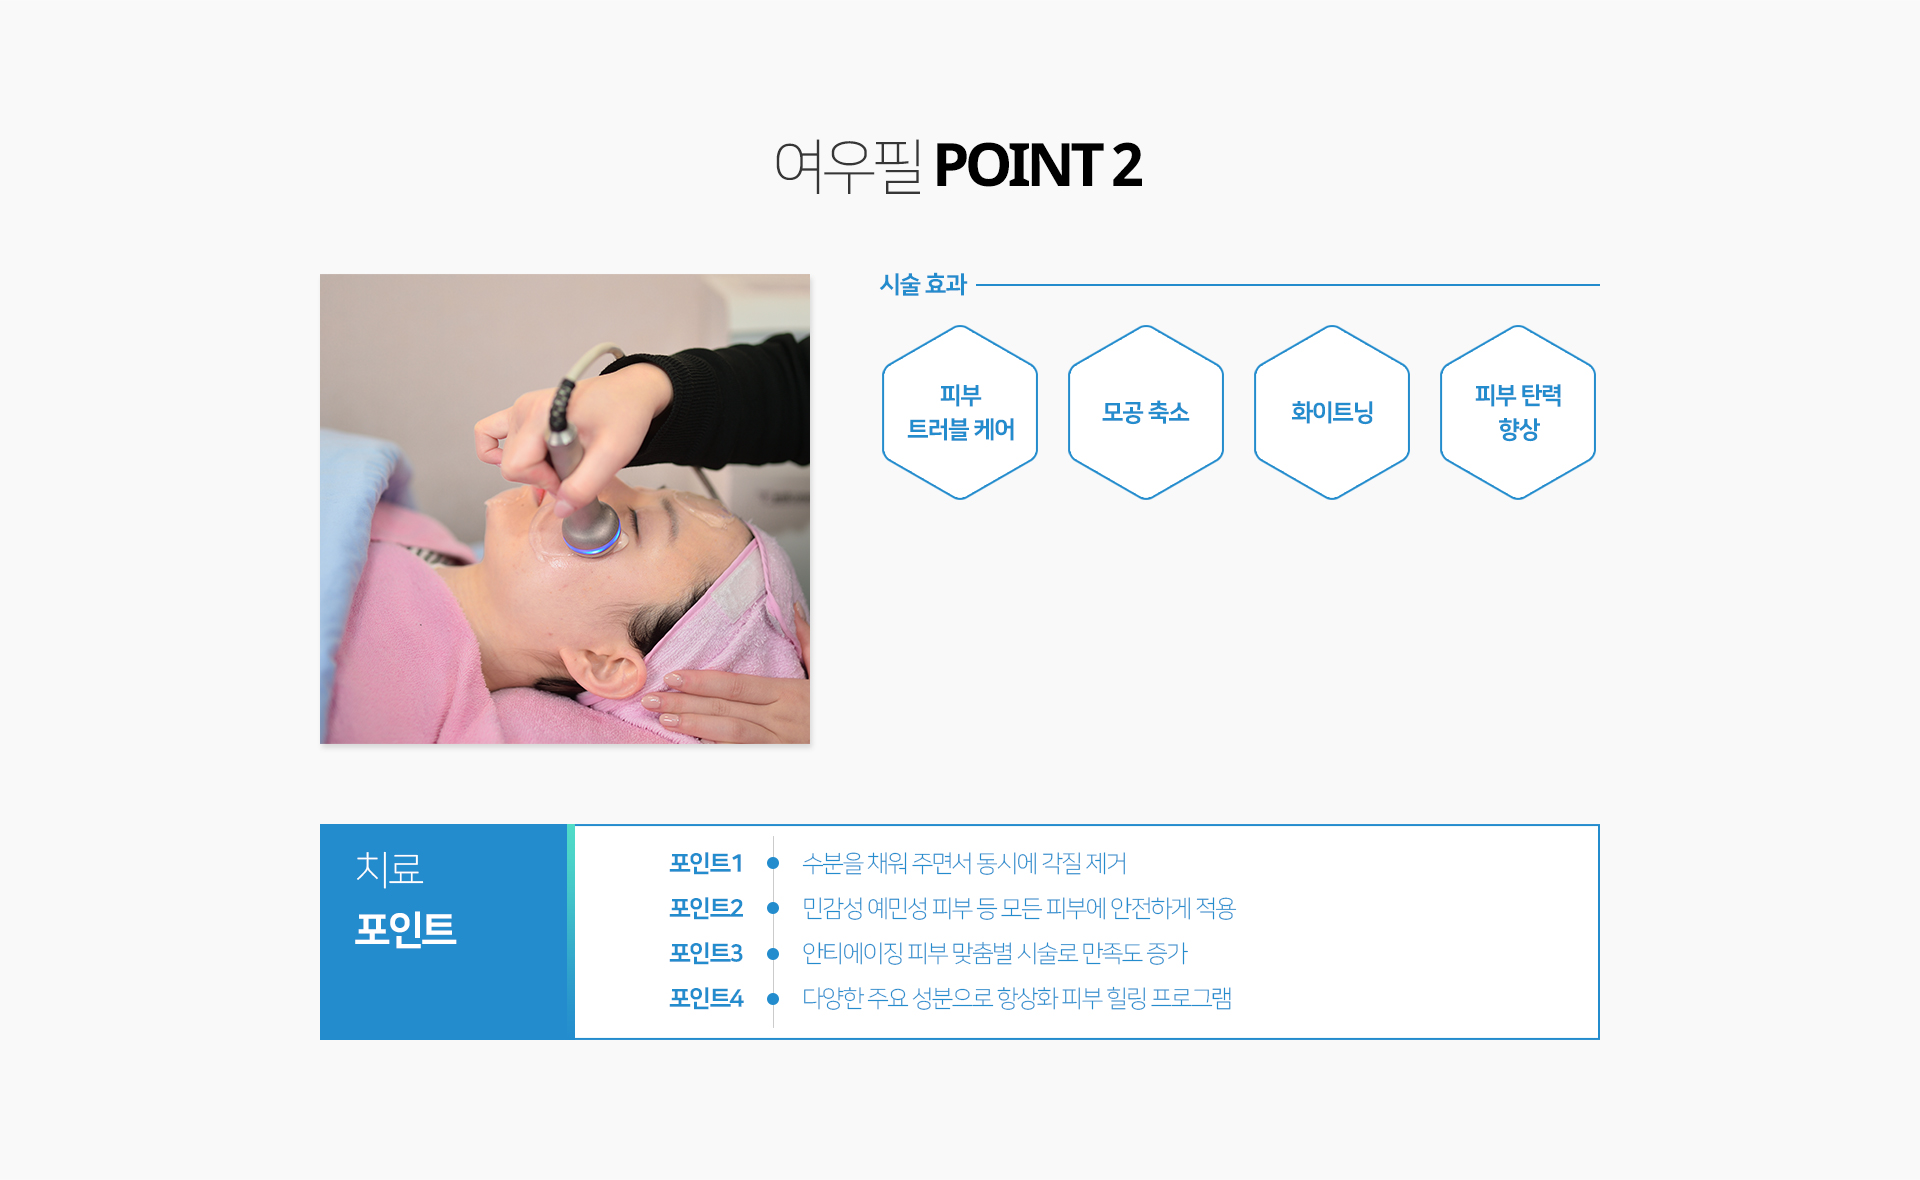 여우필 POINT 2
시술 효과
피부
트러블 케어
모공 축소
화이트닝
피부 탄력
향상
치료
포인트
포인트1 수분을 채워 주면서 동시에 각질 제거
포인트2 민감성 예민성 피부 등 모든 피부에 안전하게 적용
포인트3 안티에이징 피부 맞춤별 시술로 만족도 증가
포인트4 다양한 주요 성분으로 항상화 피부 힐링 프로그램